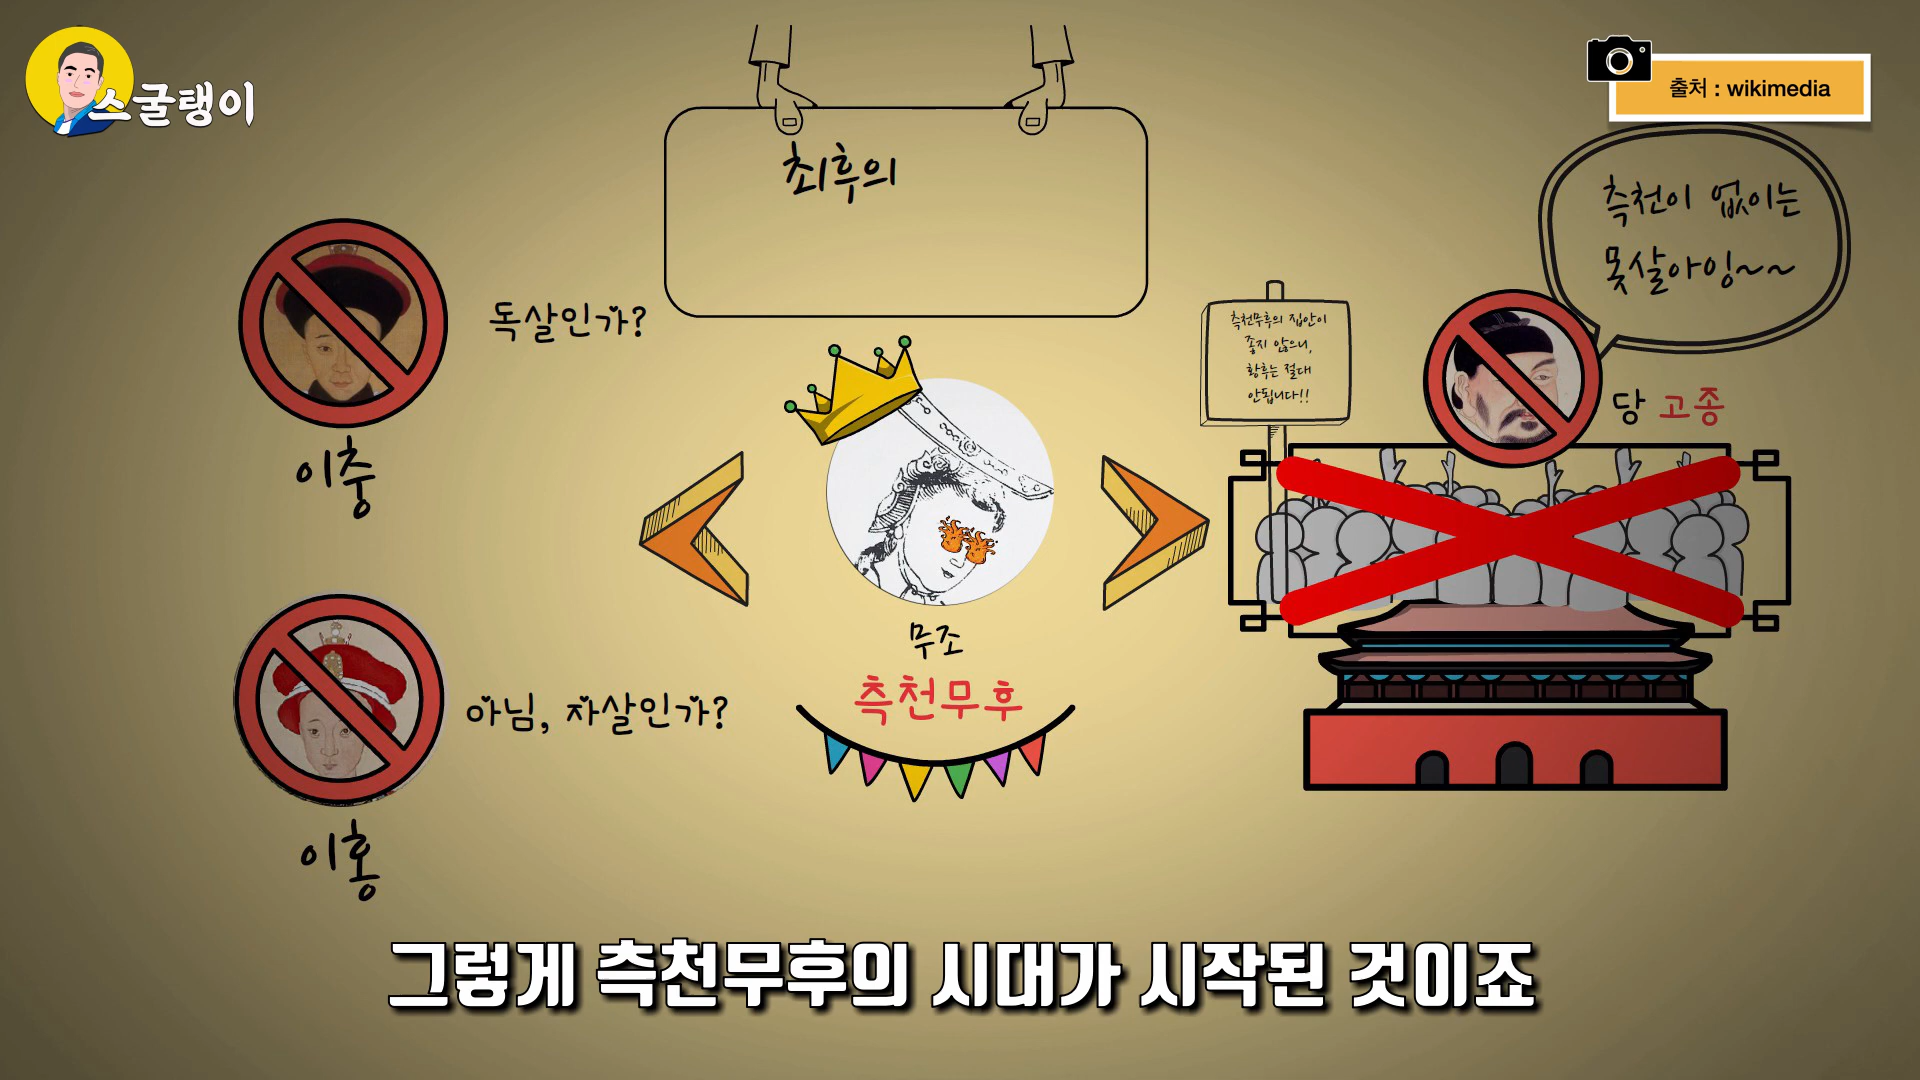 스굴탱이
출처 : wikimedia
최후의
측천이 없이는
못살아잉~~
독살인가?
측천무후의 집안이
좋지 않으니,
황후는 절대
안됩니다!!
당 고종
이충
무조
측천무후
아님, 자살인가?
이홍
그렇게 측천무후의 시대가 시작된 것이죠